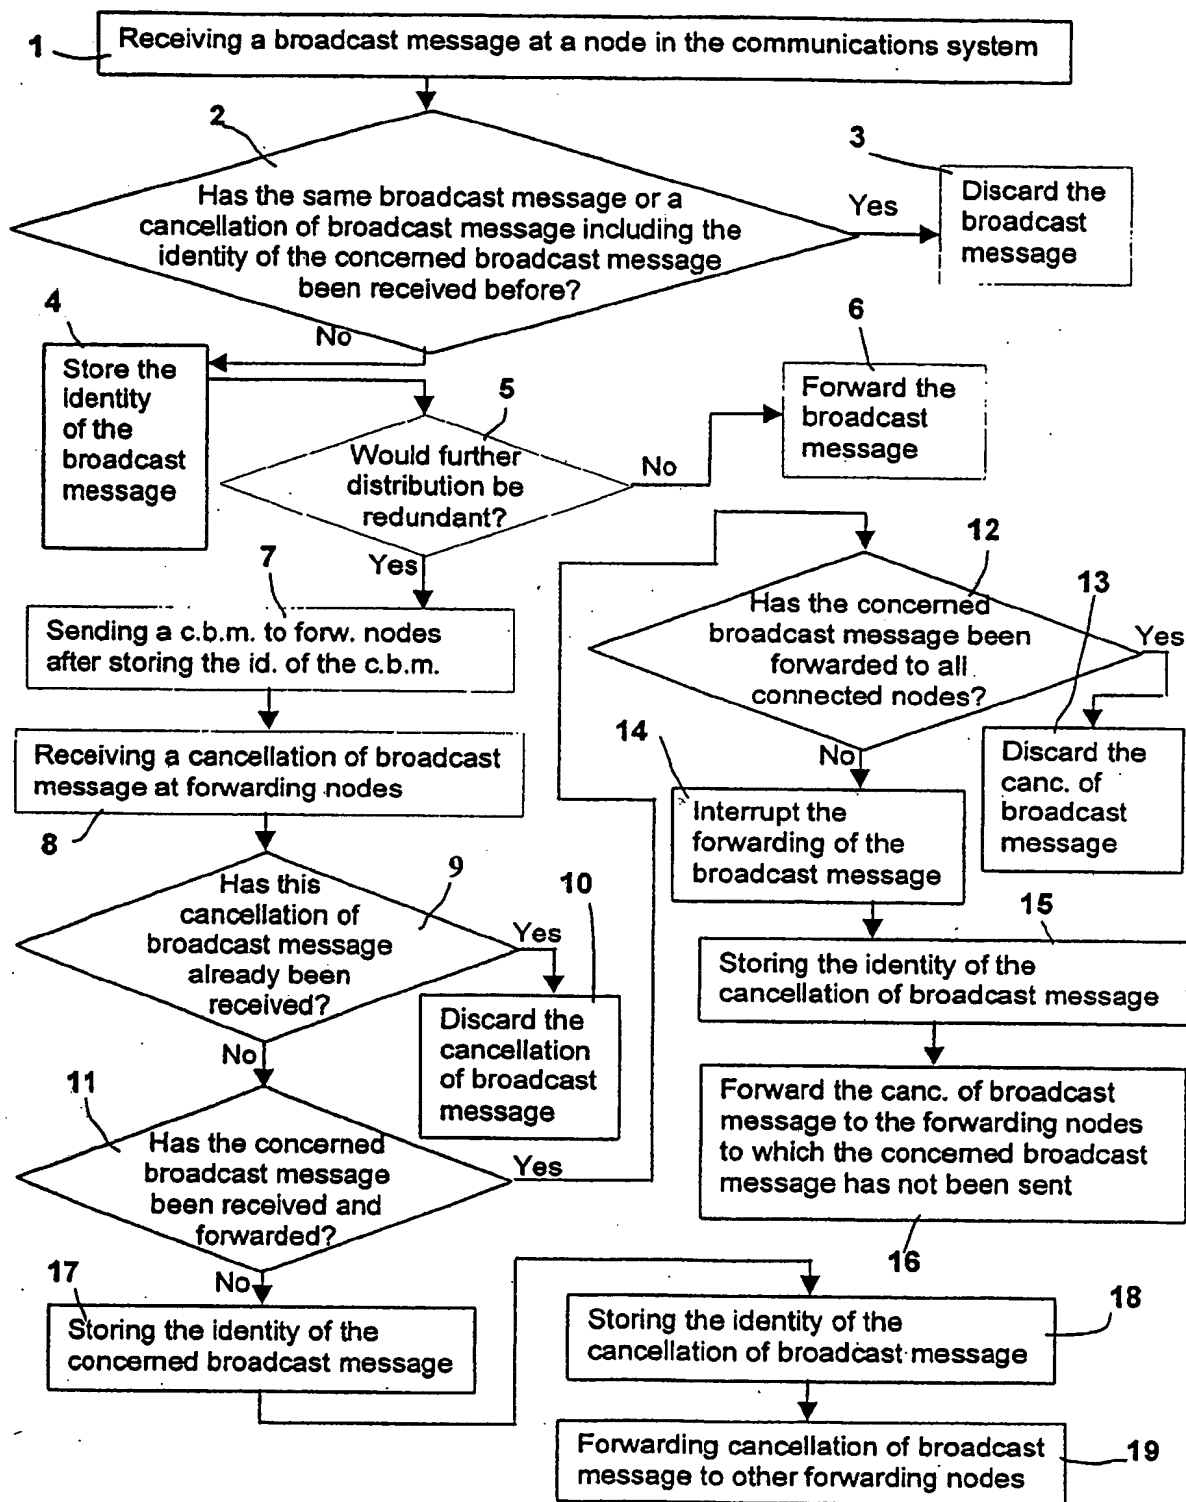 1
Receiving a broadcast message at a node in the communications system
2
Has the same broadcast message or a
cancellation of broadcast message including the
identity of the concerned broadcast message
been received before?
Yes
3
Discard the
broadcast
message
No
4
Store the
identity
of the
broadcast
message
5
Would further
distribution be
redundant?
No
6
Forward the
broadcast
message
Yes
7
Sending a c.b.m. to forw. nodes
after storing the id. of the c.b.m.
Receiving a cancellation of broadcast
message at forwarding nodes
8
Has this
cancellation of
broadcast message
already been
received?
9
Yes
10
Discard the
cancellation
of broadcast
message
No
11
Has the concerned
broadcast message
been received and
forwarded?
Yes
12
Has the concerned
broadcast message been
forwarded to all
connected nodes?
Yes
13
Discard the
canc. of
broadcast
message
No
14
Interrupt the
forwarding of the
broadcast message
15
Storing the identity of the
cancellation of broadcast message
Forward the canc. of broadcast
message to the forwarding nodes
to which the concerned broadcast
message has not been sent
16
No
17
Storing the identity of the
concerned broadcast message
Storing the identity of the
cancellation of broadcast message
18
Forwarding cancellation of broadcast
message to other forwarding nodes
19